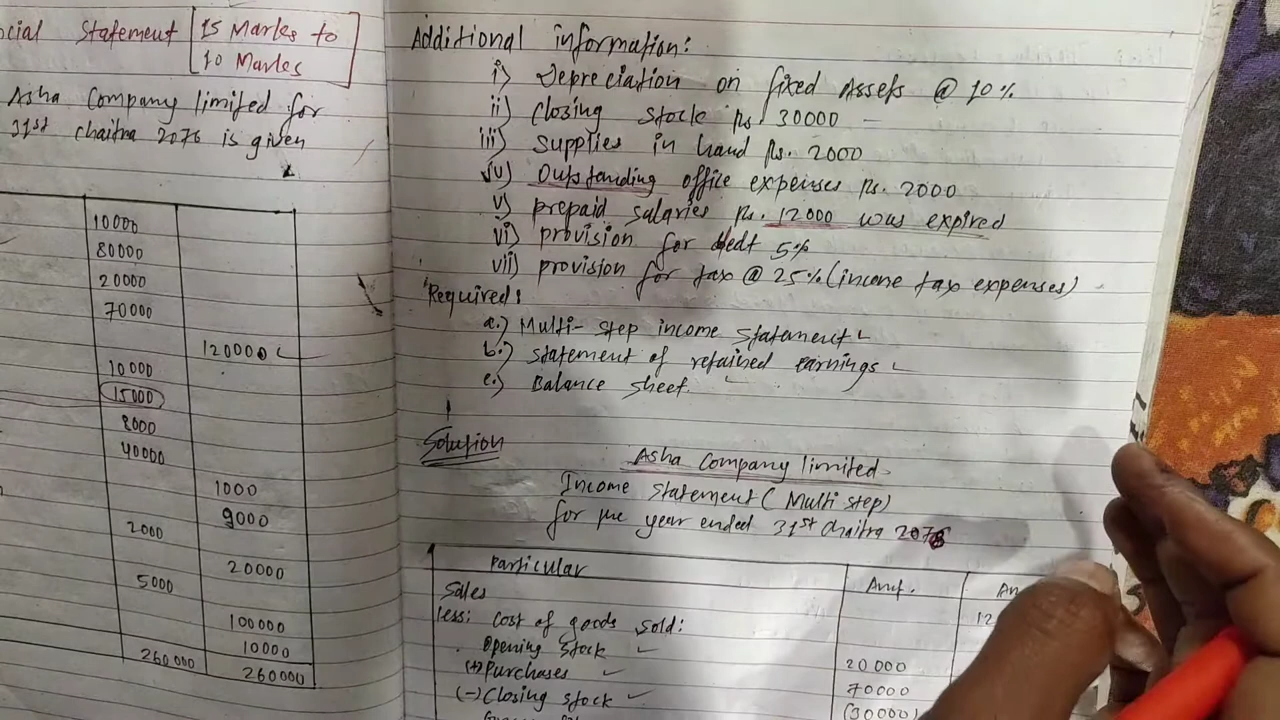 cial Statement [15 Marks to
10 Marks]
Asha Company limited for
31st chaitra 2076 is given
10000
80000
20000
70000
120000
10000
15000
8000
40000
1000
9000
2000
20000
5000
100000
10000
260000 260000
Additional information:
i) Depreciation on fixed Assets @ 10%
ii) Closing stock Rs. 30000
iii) supplies in hand Rs. 2000
iv) Outstanding office expenses Rs. 2000
v) prepaid salaries Rs. 12000 was expired
vi) provision for debt 5%
vii) provision for tax @ 25% (income tax expenses)
Required:
a.) Multi-step income statement
b.) statement of retained earnings
c.) Balance sheet.
Solution
Asha Company limited.
Income statement (Multi step)
for the year ended 31st chaitra 2076
Particular Amt. Am
Sales 12
less: Cost of goods sold:
Opening stock 20000
(+) Purchases 70000
(-) Closing stock (30000)